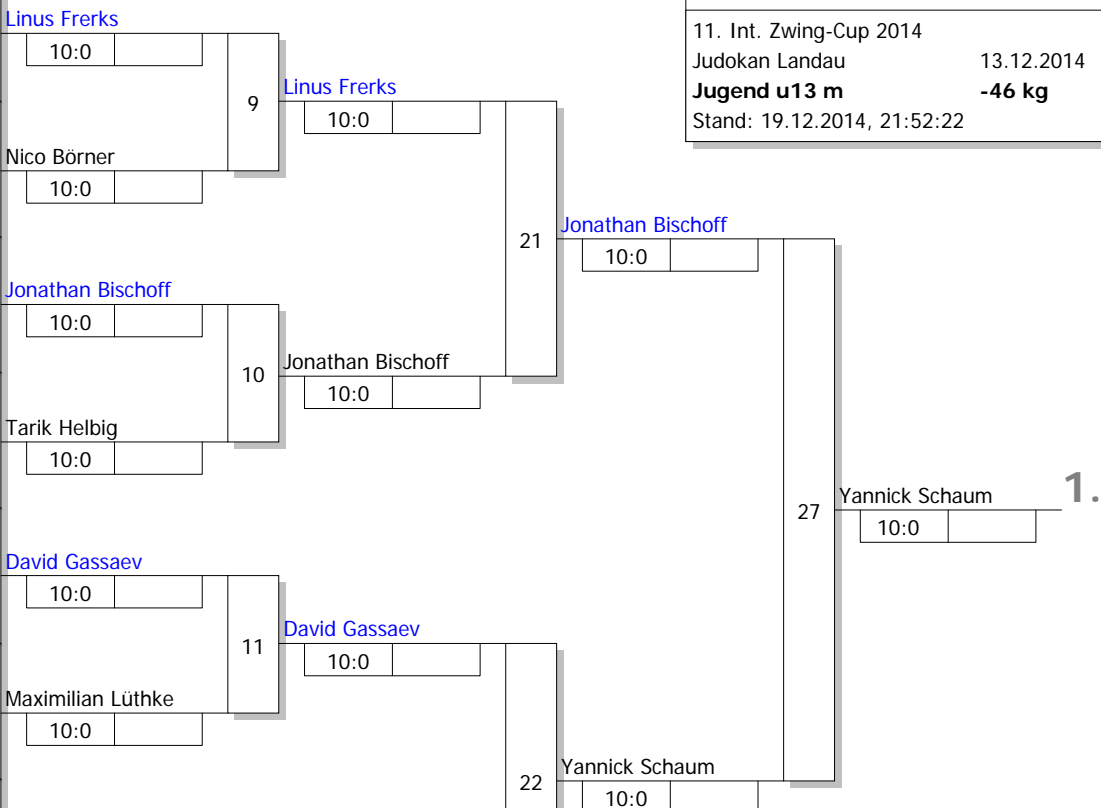 11. Int. Zwing-Cup 2014
Judokan Landau 13.12.2014
Jugend u13 m -46 kg
Stand: 19.12.2014, 21:52:22
Linus Frerks
10:0
9
Nico Börner
10:0
Jonathan Bischoff
10:0
10
Tarik Helbig
10:0
David Gassaev
10:0
11
Maximilian Lüthke
10:0
Linus Frerks
10:0
21
Jonathan Bischoff
10:0
David Gassaev
10:0
22
Jonathan Bischoff
10:0
27
Yannick Schaum
10:0
Yannick Schaum 1.
10:0